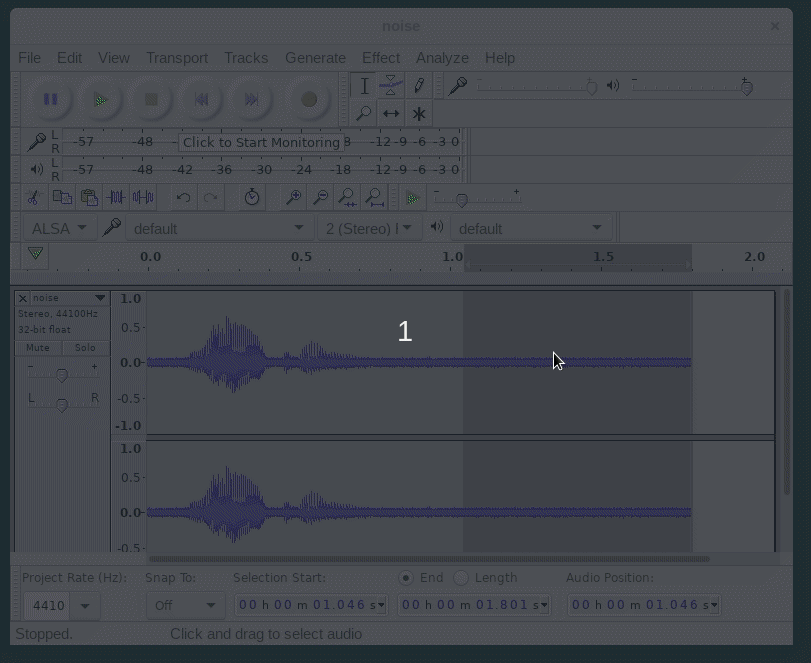 noise
File Edit View Transport Tracks Generate Effect Analyze Help
L
R
-57 -48 Click to Start Monitoring 8 -12 -9 -6 -3 0
L
R
-57 -48 -42 -36 -30 -24 -18 -12 -9 -6 -3 0
ALSA default 2 (Stereo) default
0.0 0.5 1.0 1.5 2.0
noise
Stereo, 44100Hz
32-bit float
Mute Solo
- +
L R
1.0
0.5-
0.0-
-0.5-
-1.0
1.0
0.5-
0.0-
-0.5-
1
Project Rate (Hz): Snap To: Selection Start: End Length Audio Position:
4410 Off 00 h 00 m 01.046 s 00 h 00 m 01.801 s 00 h 00 m 01.046 s
Stopped. Click and drag to select audio